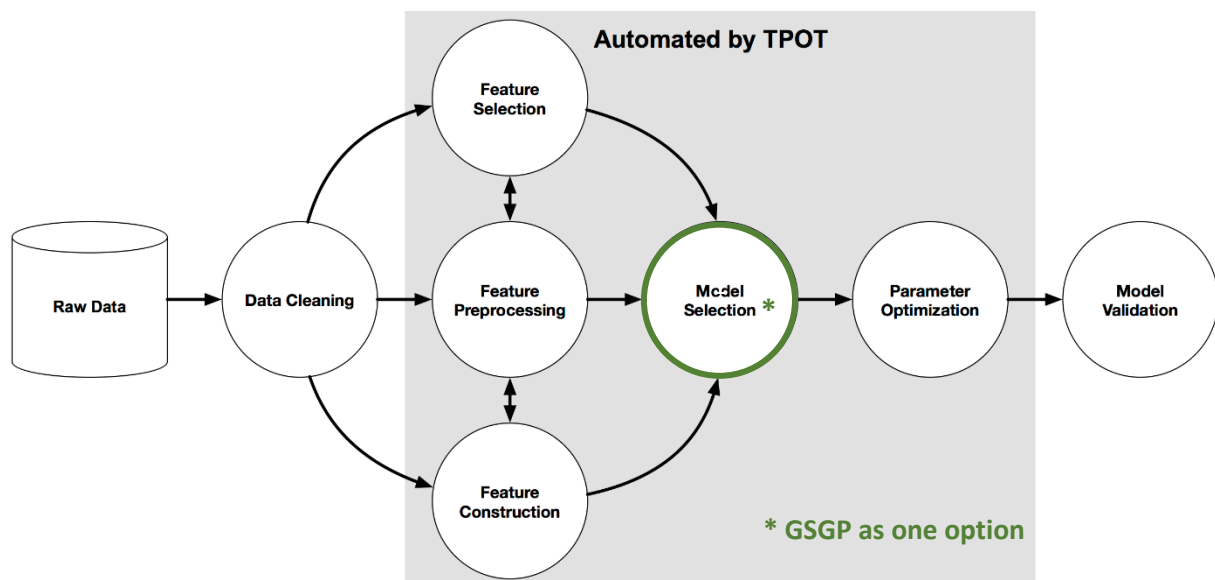 Automated by TPOT
Feature
Selection
Raw Data
Data Cleaning
Feature
Preprocessing
Model
Selection *
Parameter
Optimization
Model
Validation
Feature
Construction
* GSGP as one option